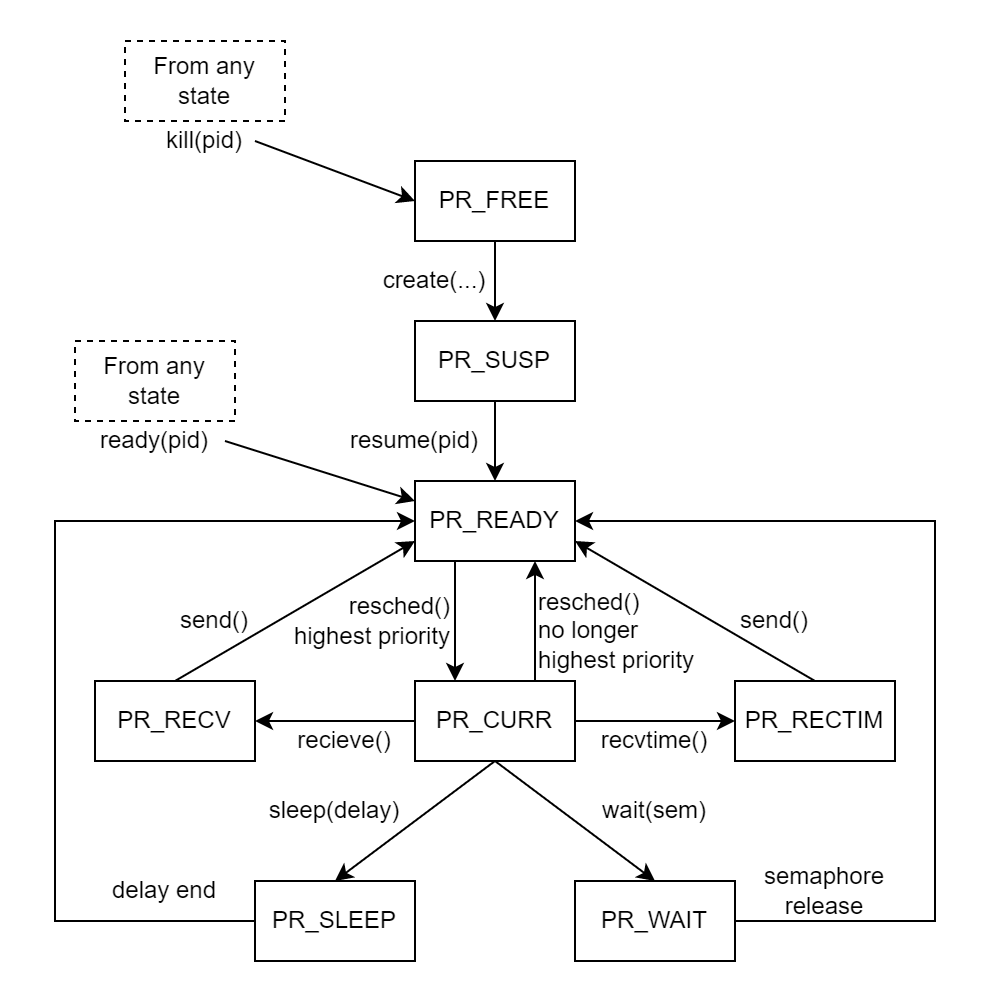 From any
state
kill(pid)
PR_FREE
create(...)
PR_SUSP
From any
state
ready(pid)
resume(pid)
PR_READY
resched()
highest priority
resched()
no longer
highest priority
send()
send()
PR_RECV
PR_CURR
PR_RECTIM
recieve()
recvtime()
sleep(delay)
wait(sem)
delay end
semaphore
release
PR_SLEEP
PR_WAIT